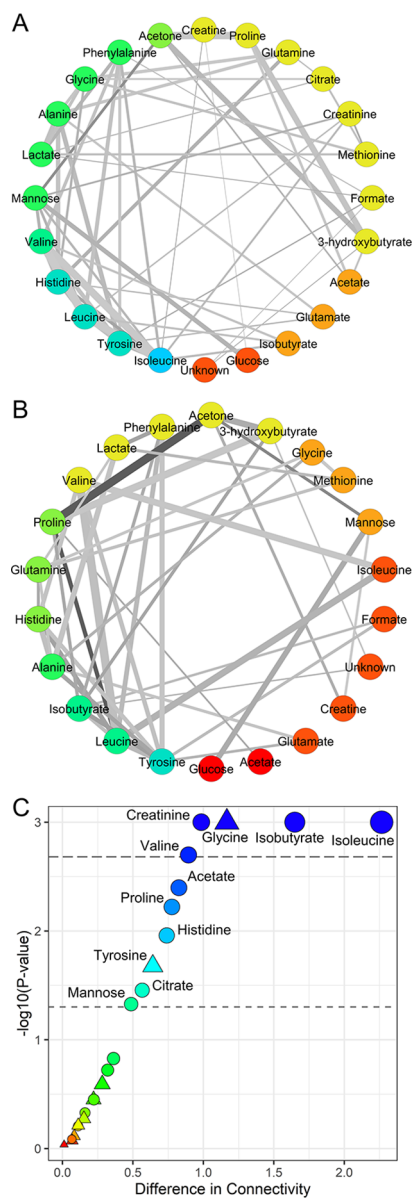 A
Creatine
Proline
Acetone
Glutamine
Phenylalanine
Citrate
Glycine
Creatinine
Alanine
Methionine
Lactate
Formate
Mannose
3-hydroxybutyrate
Valine
Acetate
Histidine
Glutamate
Leucine
Isobutyrate
Tyrosine
Isoleucine
Glucose
Unknown
B
Acetone
Phenylalanine
3-hydroxybutyrate
Lactate
Glycine
Valine
Methionine
Proline
Mannose
Glutamine
Isoleucine
Histidine
Formate
Alanine
Unknown
Isobutyrate
Creatine
Leucine
Glutamate
Tyrosine
Acetate
Glucose
C
Creatinine
Glycine
Isobutyrate
Isoleucine
Valine
Acetate
Proline
Histidine
Tyrosine
Citrate
Mannose
3
2
1
0
-log10(P-value)
0.0 0.5 1.0 1.5 2.0
Difference in Connectivity